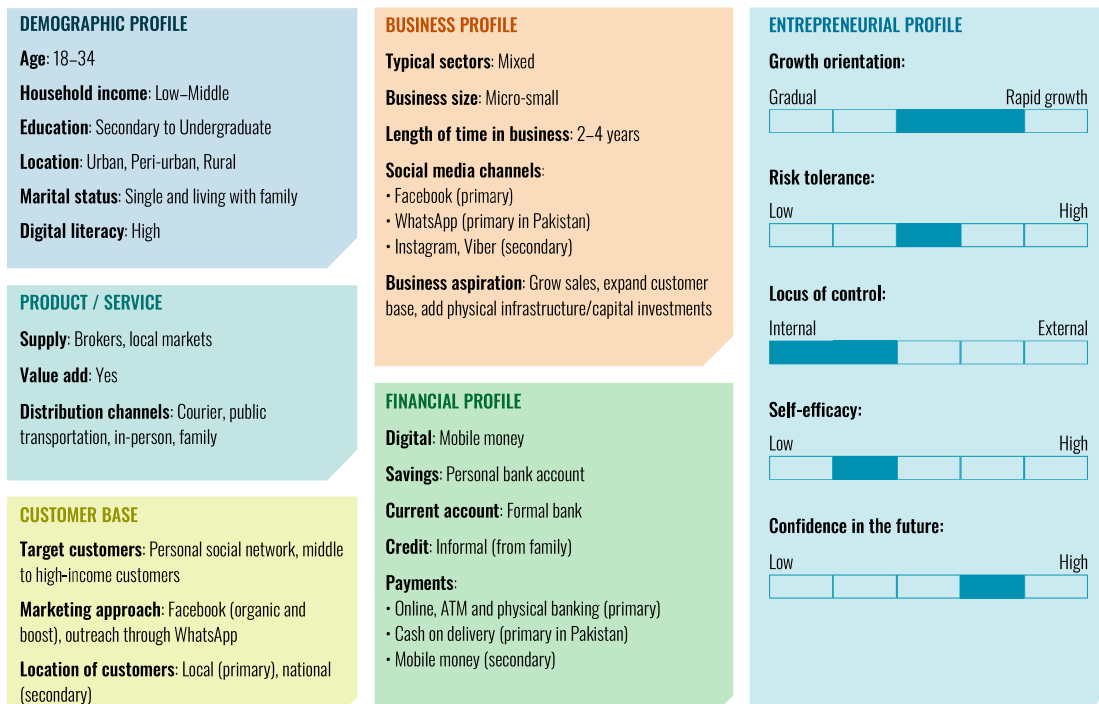 DEMOGRAPHIC PROFILE
Age: 18–34
Household income: Low–Middle
Education: Secondary to Undergraduate
Location: Urban, Peri-urban, Rural
Marital status: Single and living with family
Digital literacy: High
PRODUCT / SERVICE
Supply: Brokers, local markets
Value add: Yes
Distribution channels: Courier, public
transportation, in-person, family
CUSTOMER BASE
Target customers: Personal social network, middle
to high-income customers
Marketing approach: Facebook (organic and
boost), outreach through WhatsApp
Location of customers: Local (primary), national
(secondary)
BUSINESS PROFILE
Typical sectors: Mixed
Business size: Micro-small
Length of time in business: 2–4 years
Social media channels:
• Facebook (primary)
• WhatsApp (primary in Pakistan)
• Instagram, Viber (secondary)
Business aspiration: Grow sales, expand customer
base, add physical infrastructure/capital investments
FINANCIAL PROFILE
Digital: Mobile money
Savings: Personal bank account
Current account: Formal bank
Credit: Informal (from family)
Payments:
• Online, ATM and physical banking (primary)
• Cash on delivery (primary in Pakistan)
• Mobile money (secondary)
ENTREPRENEURIAL PROFILE
Growth orientation:
Gradual Rapid growth
Risk tolerance:
Low High
Locus of control:
Internal External
Self-efficacy:
Low High
Confidence in the future:
Low High